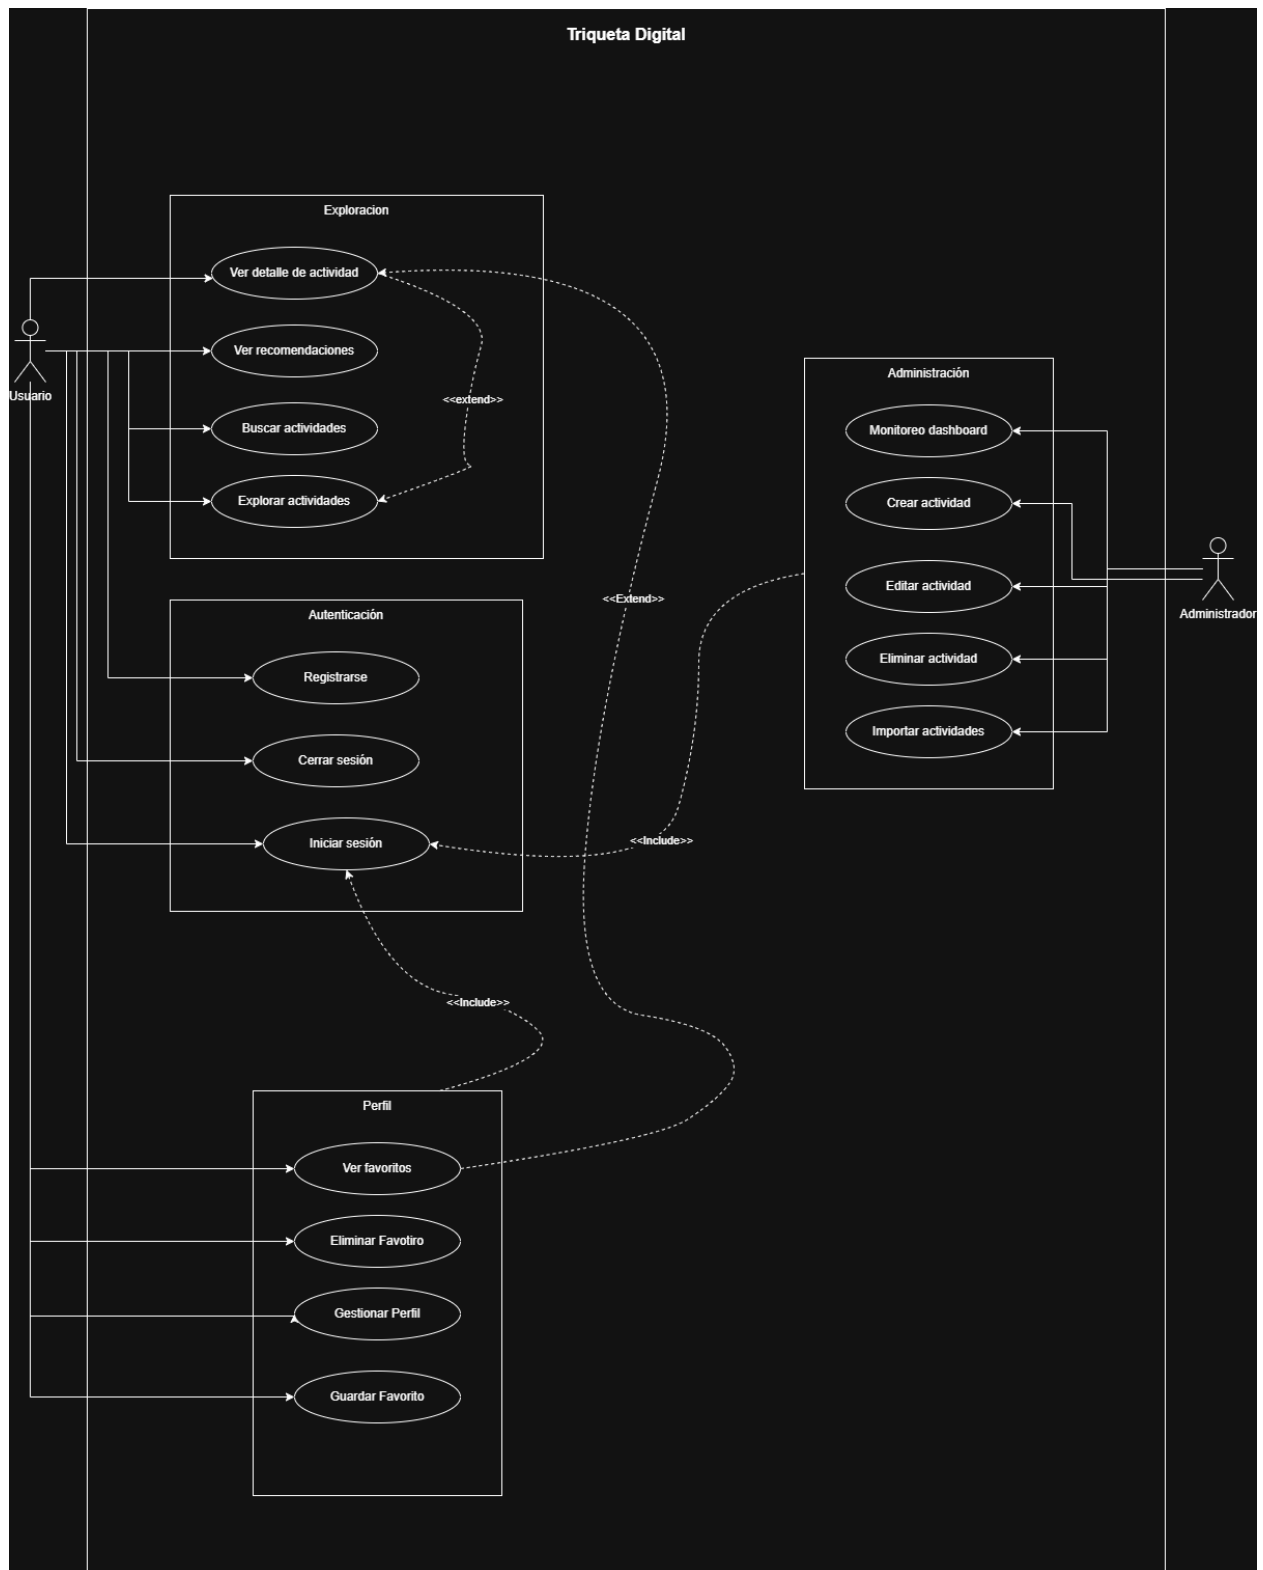 Triqueta Digital
Exploracion
Ver detalle de actividad
Ver recomendaciones
Usuario
<<extend>>
Buscar actividades
Explorar actividades
Administración
Monitoreo dashboard
Crear actividad
Editar actividad
Administrador
Eliminar actividad
Importar actividades
<<Extend>>
Autenticación
Registrarse
Cerrar sesión
Iniciar sesión
<<Include>>
<<Include>>
Perfil
Ver favoritos
Eliminar Favotiro
Gestionar Perfil
Guardar Favorito